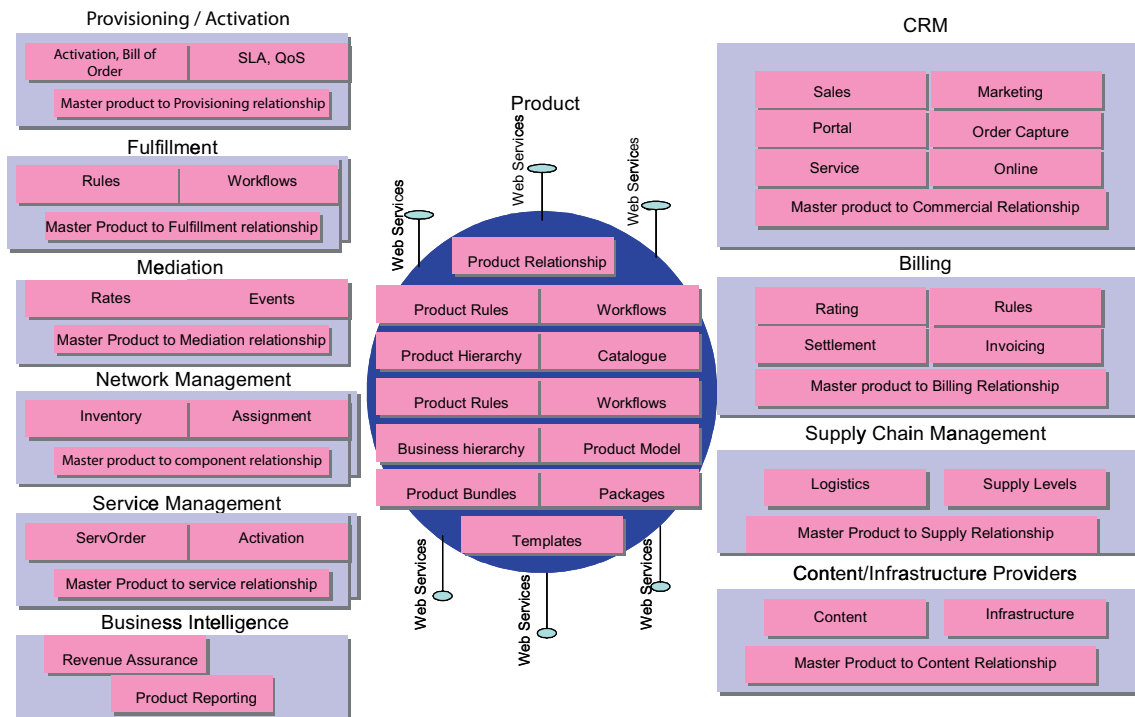 Provisioning / Activation
Activation, Bill of
Order
SLA, QoS
Master product to Provisioning relationship
Fulfillment
Rules
Workflows
Master Product to Fulfillment relationship
Mediation
Rates
Events
Master Product to Mediation relationship
Network Management
Inventory
Assignment
Master product to component relationship
Service Management
ServOrder
Activation
Master Product to service relationship
Business Intelligence
Revenue Assurance
Product Reporting
Product
Web Services
Web Services
Web Services
Product Relationship
Product Rules
Workflows
Product Hierarchy
Catalogue
Product Rules
Workflows
Business hierarchy
Product Model
Product Bundles
Packages
Templates
Web Services
Web Services
Web Services
CRM
Sales
Marketing
Portal
Order Capture
Service
Online
Master product to Commercial Relationship
Billing
Rating
Rules
Settlement
Invoicing
Master product to Billing Relationship
Supply Chain Management
Logistics
Supply Levels
Master Product to Supply Relationship
Content/Infrastructure Providers
Content
Infrastructure
Master Product to Content Relationship